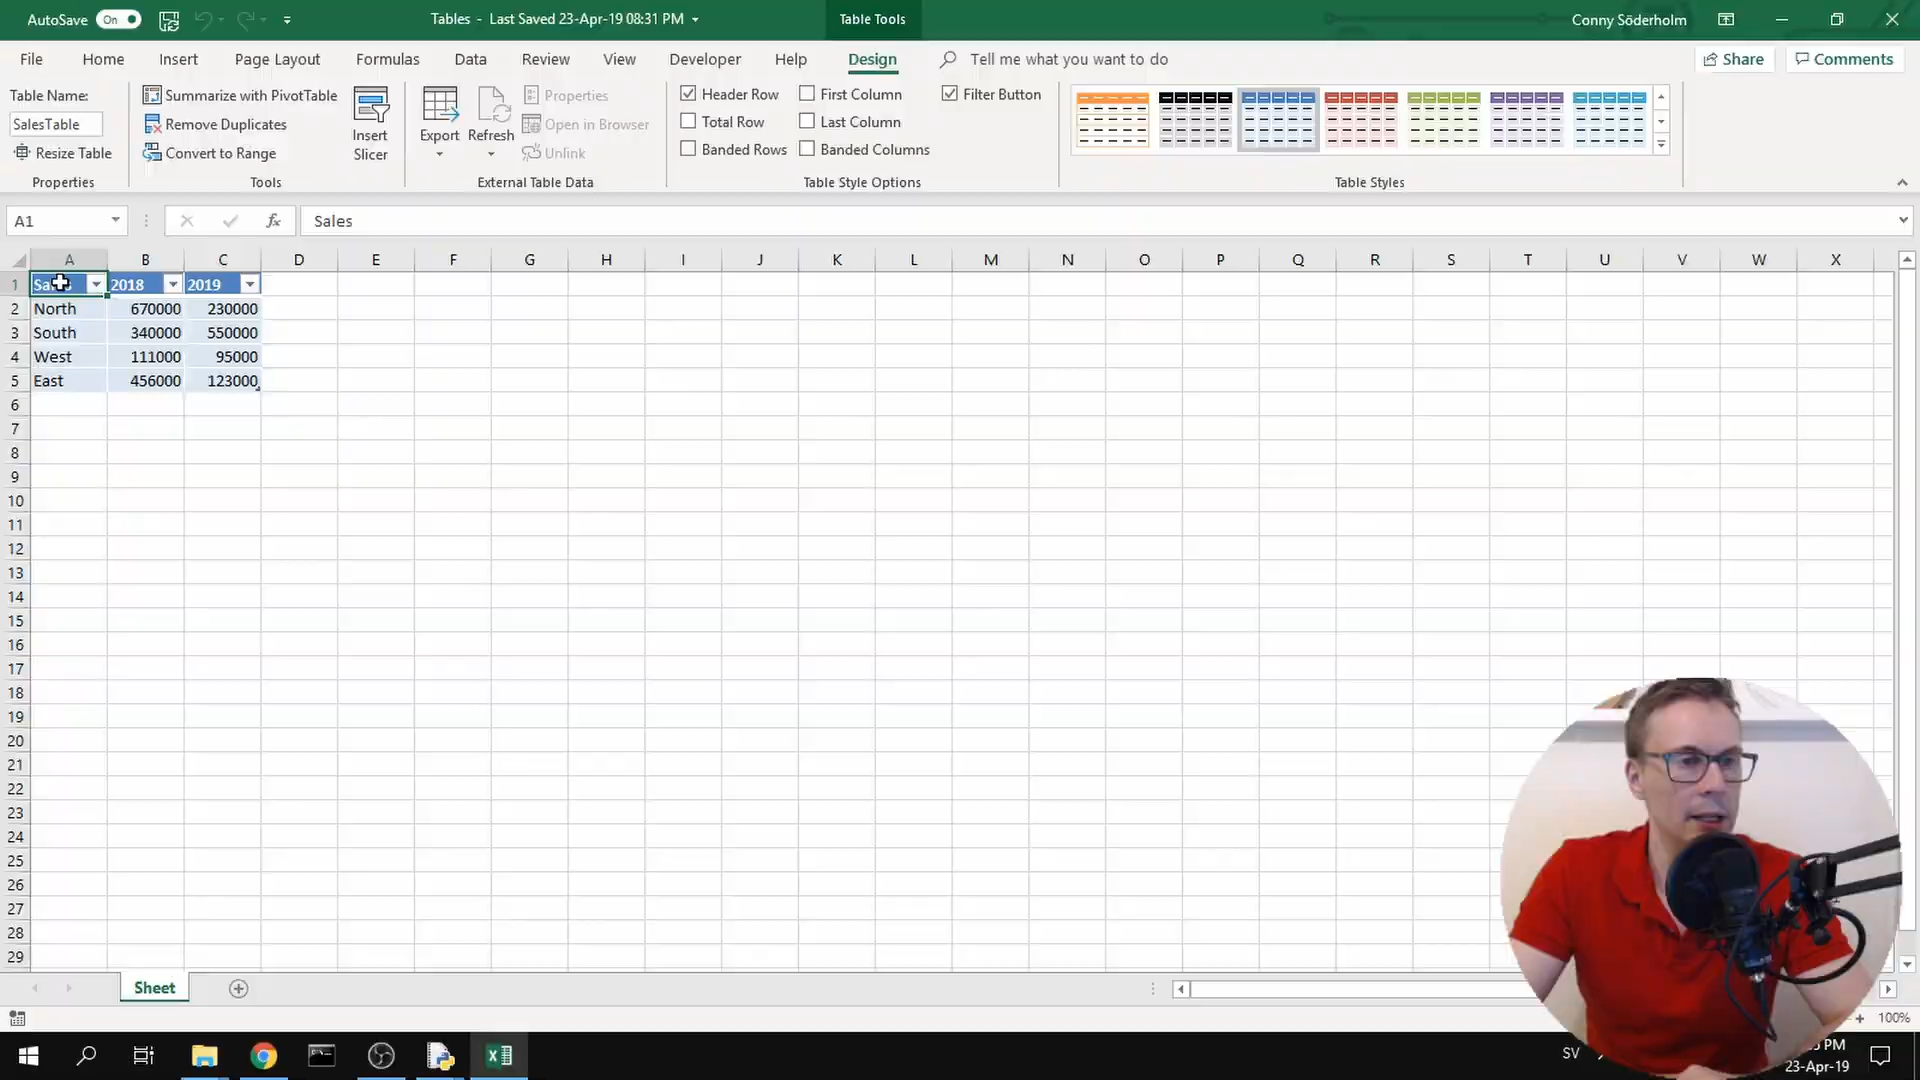 AutoSave On Tables - Last Saved 23-Apr-19 08:31 PM Table Tools Conny Söderholm
File Home Insert Page Layout Formulas Data Review View Developer Help Design Tell me what you want to do Share Comments
Table Name: Summarize with PivotTable Properties Header Row First Column Filter Button
SalesTable Remove Duplicates Insert Slicer Export Refresh Open in Browser Total Row Last Column
Resize Table Convert to Range Unlink Banded Rows Banded Columns
Properties Tools External Table Data Table Style Options Table Styles
A1 fx Sales
A B C D E F G H I J K L M N O P Q R S T U V W X
1 2018 2019
2 North 670000 230000
3 South 340000 550000
4 West 111000 95000
5 East 456000 123000
6
7
8
9
10
11
12
13
14
15
16
17
18
19
20
21
22
23
24
25
26
27
28
29
Sheet
100%
SV PM
23-Apr-19